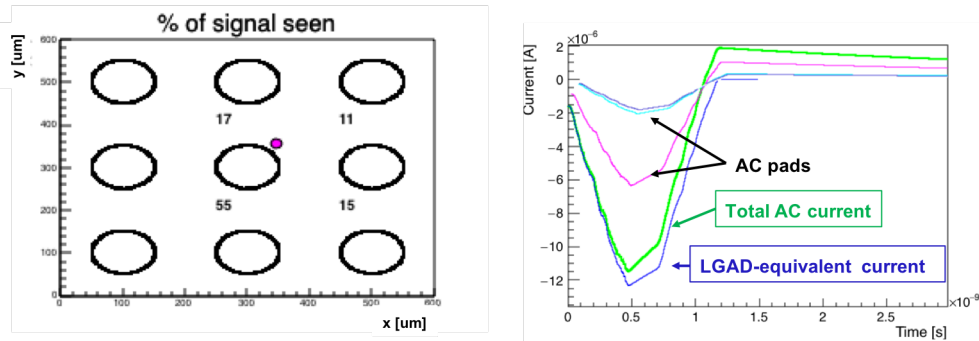 % of signal seen
y [um]
600
500
400
300
200
100
0
17 11
55 15
0 100 200 300 400 500 600
x [um]
×10⁻⁶
Current [A]
2
0
−2
−4
−6
−8
−10
−12
AC pads
Total AC current
LGAD-equivalent current
×10⁻⁹
0 0.5 1 1.5 2 2.5
Time [s]